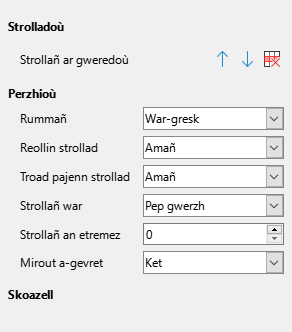 Strolladoù
Strollañ ar gweredoù
Perzhioù
Rummañ War-gresk
Reollin strollad Amañ
Troad pajenn strollad Amañ
Strollañ war Pep gwerzh
Strollañ an etremez 0
Mirout a-gevret Ket
Skoazell